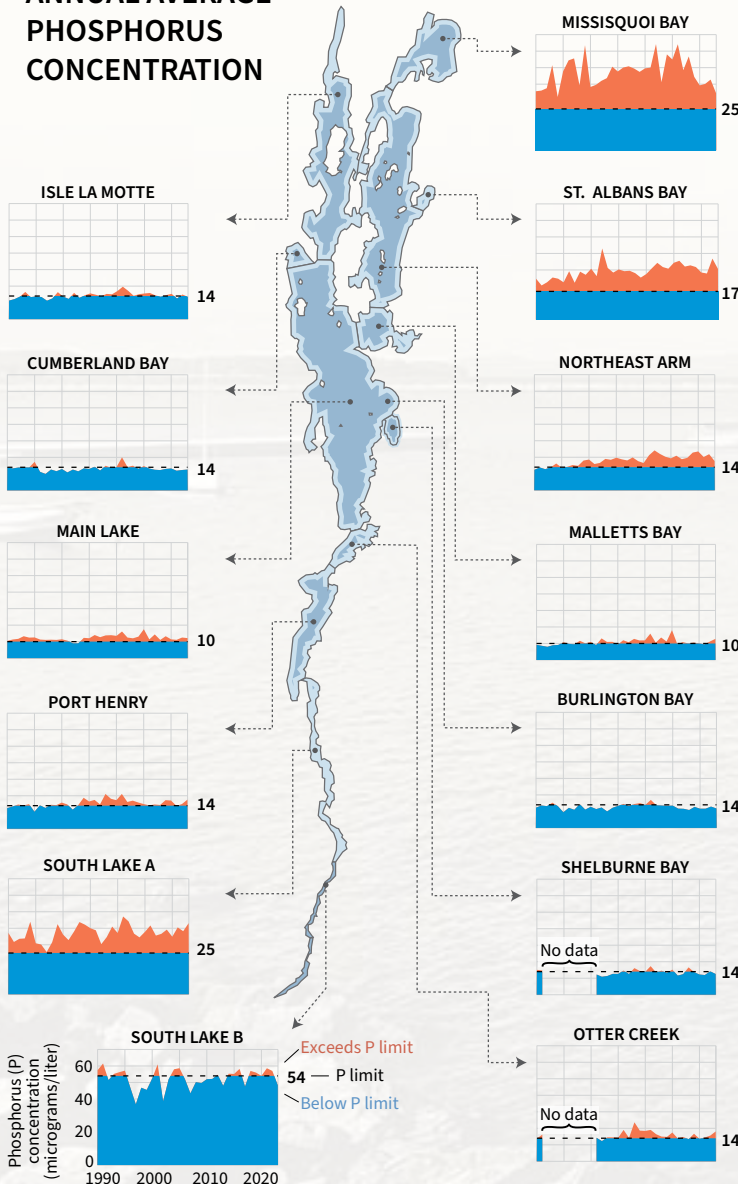 ANNUAL AVERAGE
PHOSPHORUS
CONCENTRATION
MISSISQUOI BAY
25
ISLE LA MOTTE
14
ST. ALBANS BAY
17
CUMBERLAND BAY
14
NORTHEAST ARM
14
MAIN LAKE
10
MALLETTS BAY
10
PORT HENRY
14
BURLINGTON BAY
14
SOUTH LAKE A
25
SHELBURNE BAY
No data
14
SOUTH LAKE B
Phosphorus (P)
concentration
(micrograms/liter)
60
40
20
0
1990 2000 2010 2020
Exceeds P limit
54 — P limit
Below P limit
OTTER CREEK
No data
14